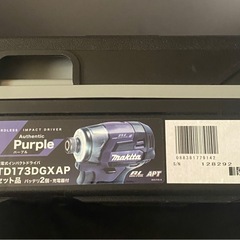 CORDLESS IMPACT DRIVER
Authentic
Purple
パープル
TD173DGXAP
充電式インパクトドライバ
セット品 バッテリ2個・充電器付
makita
BL
APT
S/N
128292